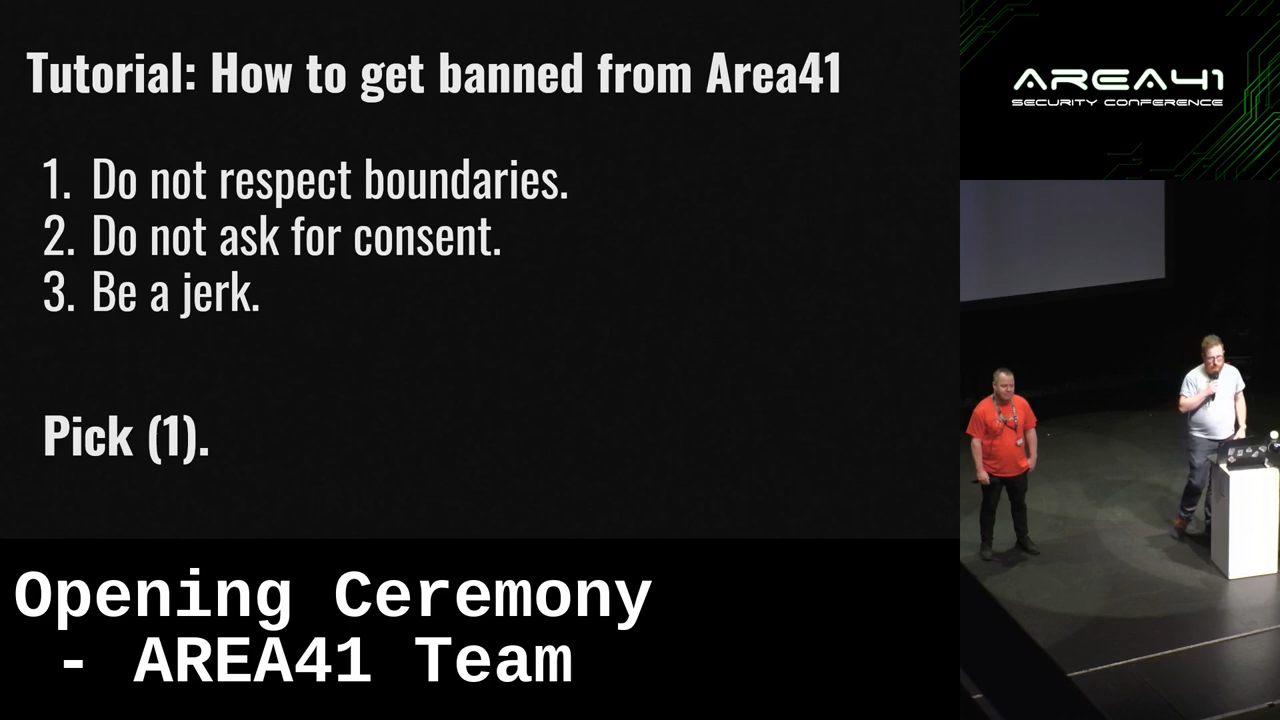 Tutorial: How to get banned from Area41
1. Do not respect boundaries.
2. Do not ask for consent.
3. Be a jerk.
Pick (1).
Opening Ceremony
- AREA41 Team
AREA41
SECURITY CONFERENCE